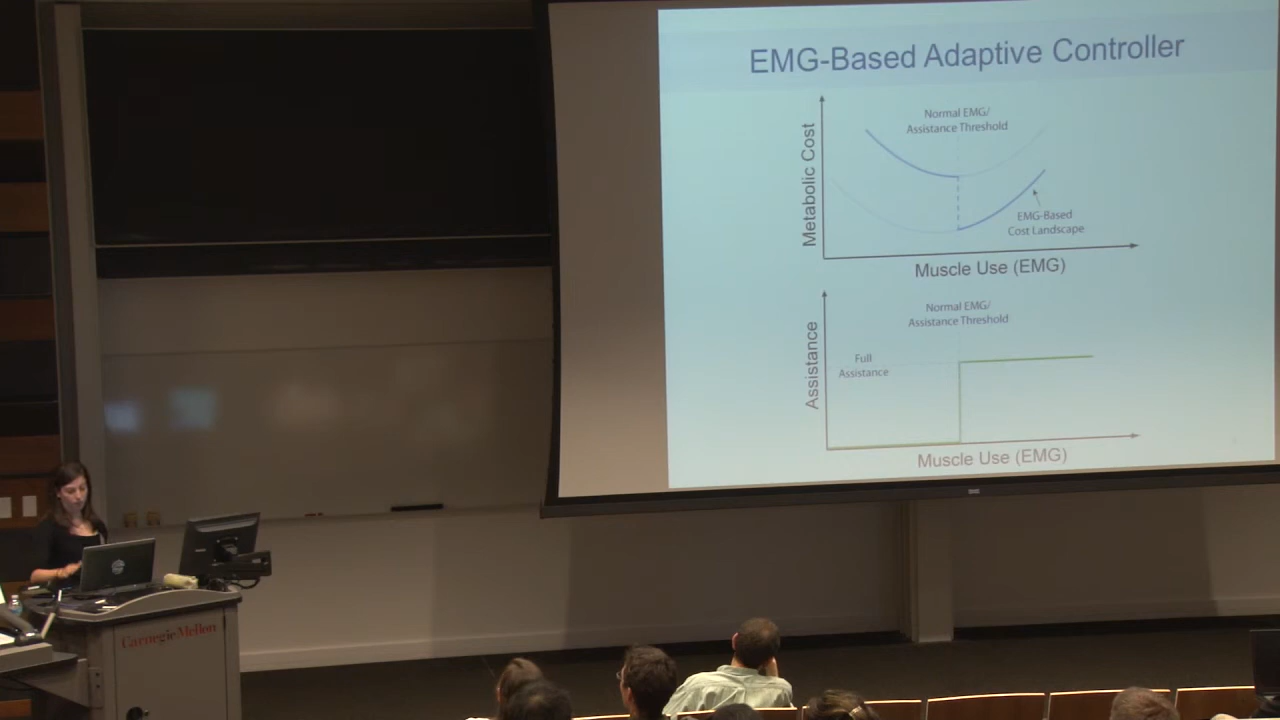 EMG-Based Adaptive Controller
Metabolic Cost
Normal EMG/
Assistance Threshold
EMG-Based
Cost Landscape
Muscle Use (EMG)
Assistance
Normal EMG/
Assistance Threshold
Full
Assistance
Muscle Use (EMG)
Carnegie Mellon